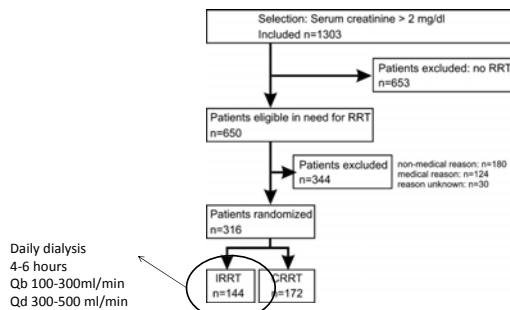 Selection: Serum creatinine > 2 mg/dl
Included n=1303
Patients excluded: no RRT
n=653
Patients eligible in need for RRT
n=650
Patients excluded
n=344
non-medical reason: n=180
medical reason: n=124
reason unknown: n=30
Patients randomized
n=316
Daily dialysis
4-6 hours
Qb 100-300ml/min
Qd 300-500 ml/min
IRRT
n=144
CRRT
n=172